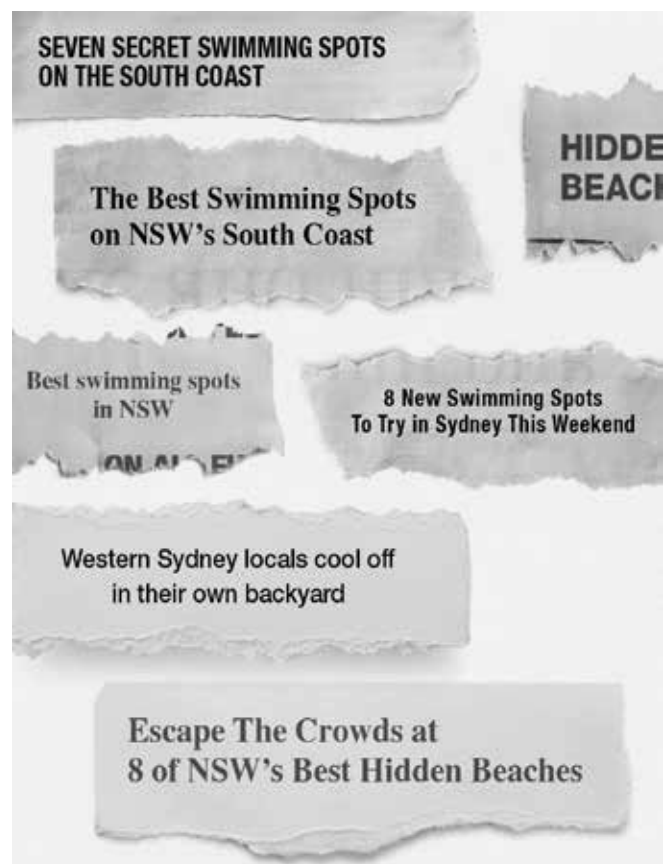 SEVEN SECRET SWIMMING SPOTS
ON THE SOUTH COAST
HIDDE
BEACH
The Best Swimming Spots
on NSW's South Coast
Best swimming spots
in NSW
8 New Swimming Spots
To Try in Sydney This Weekend
Western Sydney locals cool off
in their own backyard
Escape The Crowds at
8 of NSW's Best Hidden Beaches